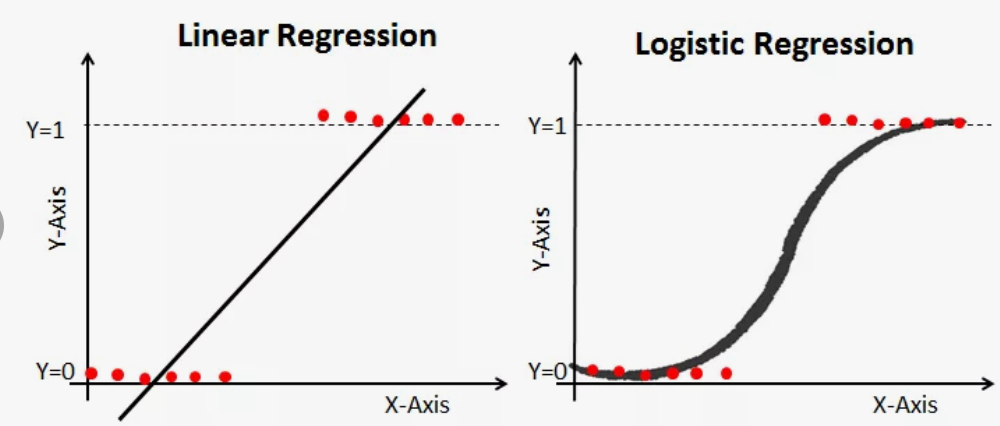 Linear Regression
Y=1
Y-Axis
Y=0
X-Axis
Logistic Regression
Y=1
Y-Axis
Y=0
X-Axis